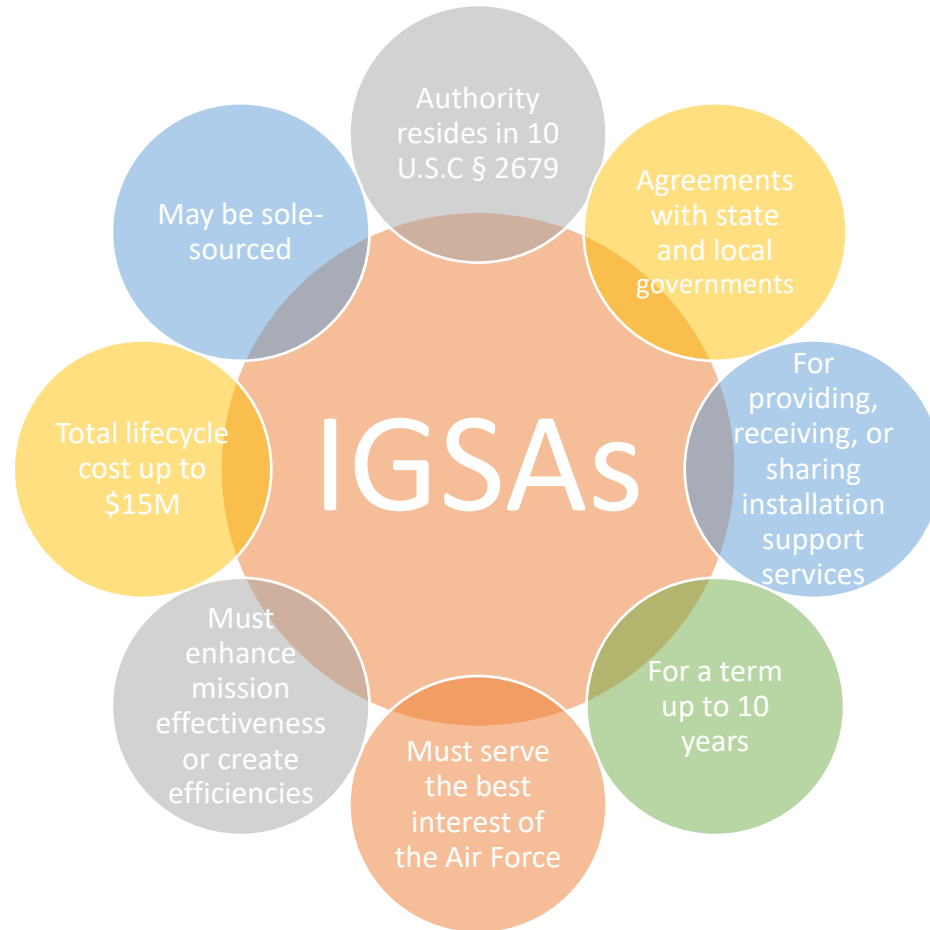 Authority
resides in 10
U.S.C § 2679
Agreements
with state
and local
governments
For
providing,
receiving, or
sharing
installation
support
services
For a term
up to 10
years
Must serve
the best
interest of
the Air Force
Must
enhance
mission
effectiveness
or create
efficiencies
Total lifecycle
cost up to
$15M
May be sole-
sourced
IGSAs